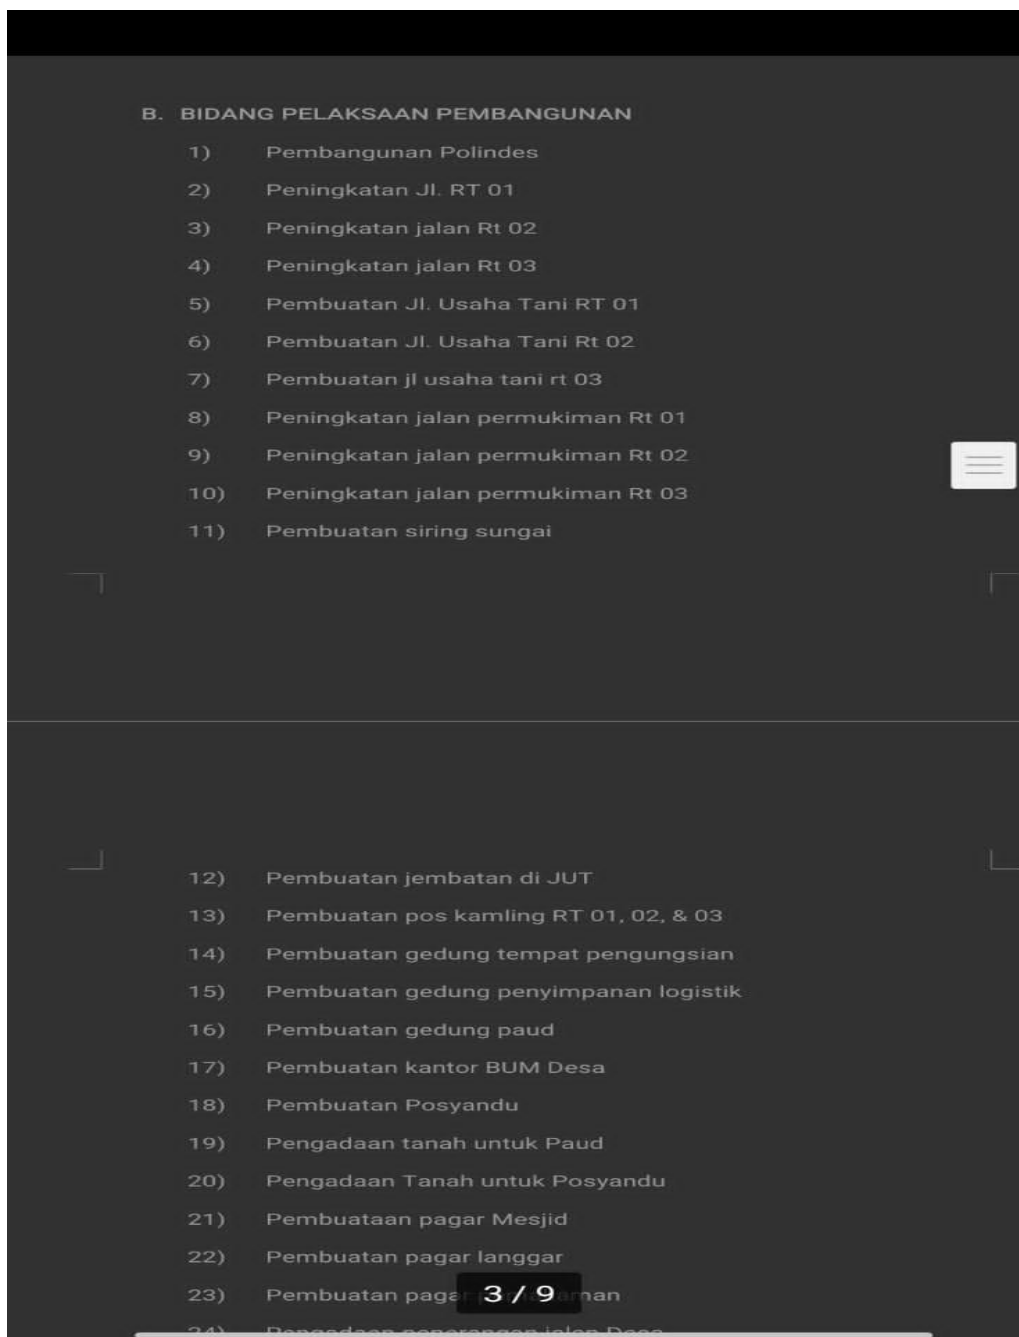 B. BIDANG PELAKSAAN PEMBANGUNAN
1) Pembangunan Polindes
2) Peningkatan Jl. RT 01
3) Peningkatan jalan Rt 02
4) Peningkatan jalan Rt 03
5) Pembuatan Jl. Usaha Tani RT 01
6) Pembuatan Jl. Usaha Tani Rt 02
7) Pembuatan jl usaha tani rt 03
8) Peningkatan jalan permukiman Rt 01
9) Peningkatan jalan permukiman Rt 02
10) Peningkatan jalan permukiman Rt 03
11) Pembuatan siring sungai
12) Pembuatan jembatan di JUT
13) Pembuatan pos kamling RT 01, 02, & 03
14) Pembuatan gedung tempat pengungsian
15) Pembuatan gedung penyimpanan logistik
16) Pembuatan gedung paud
17) Pembuatan kantor BUM Desa
18) Pembuatan Posyandu
19) Pengadaan tanah untuk Paud
20) Pengadaan Tanah untuk Posyandu
21) Pembuataan pagar Mesjid
22) Pembuatan pagar langgar
23) Pembuatan pagar
3 / 9
24) Pengadaan penerangan jalan Desa